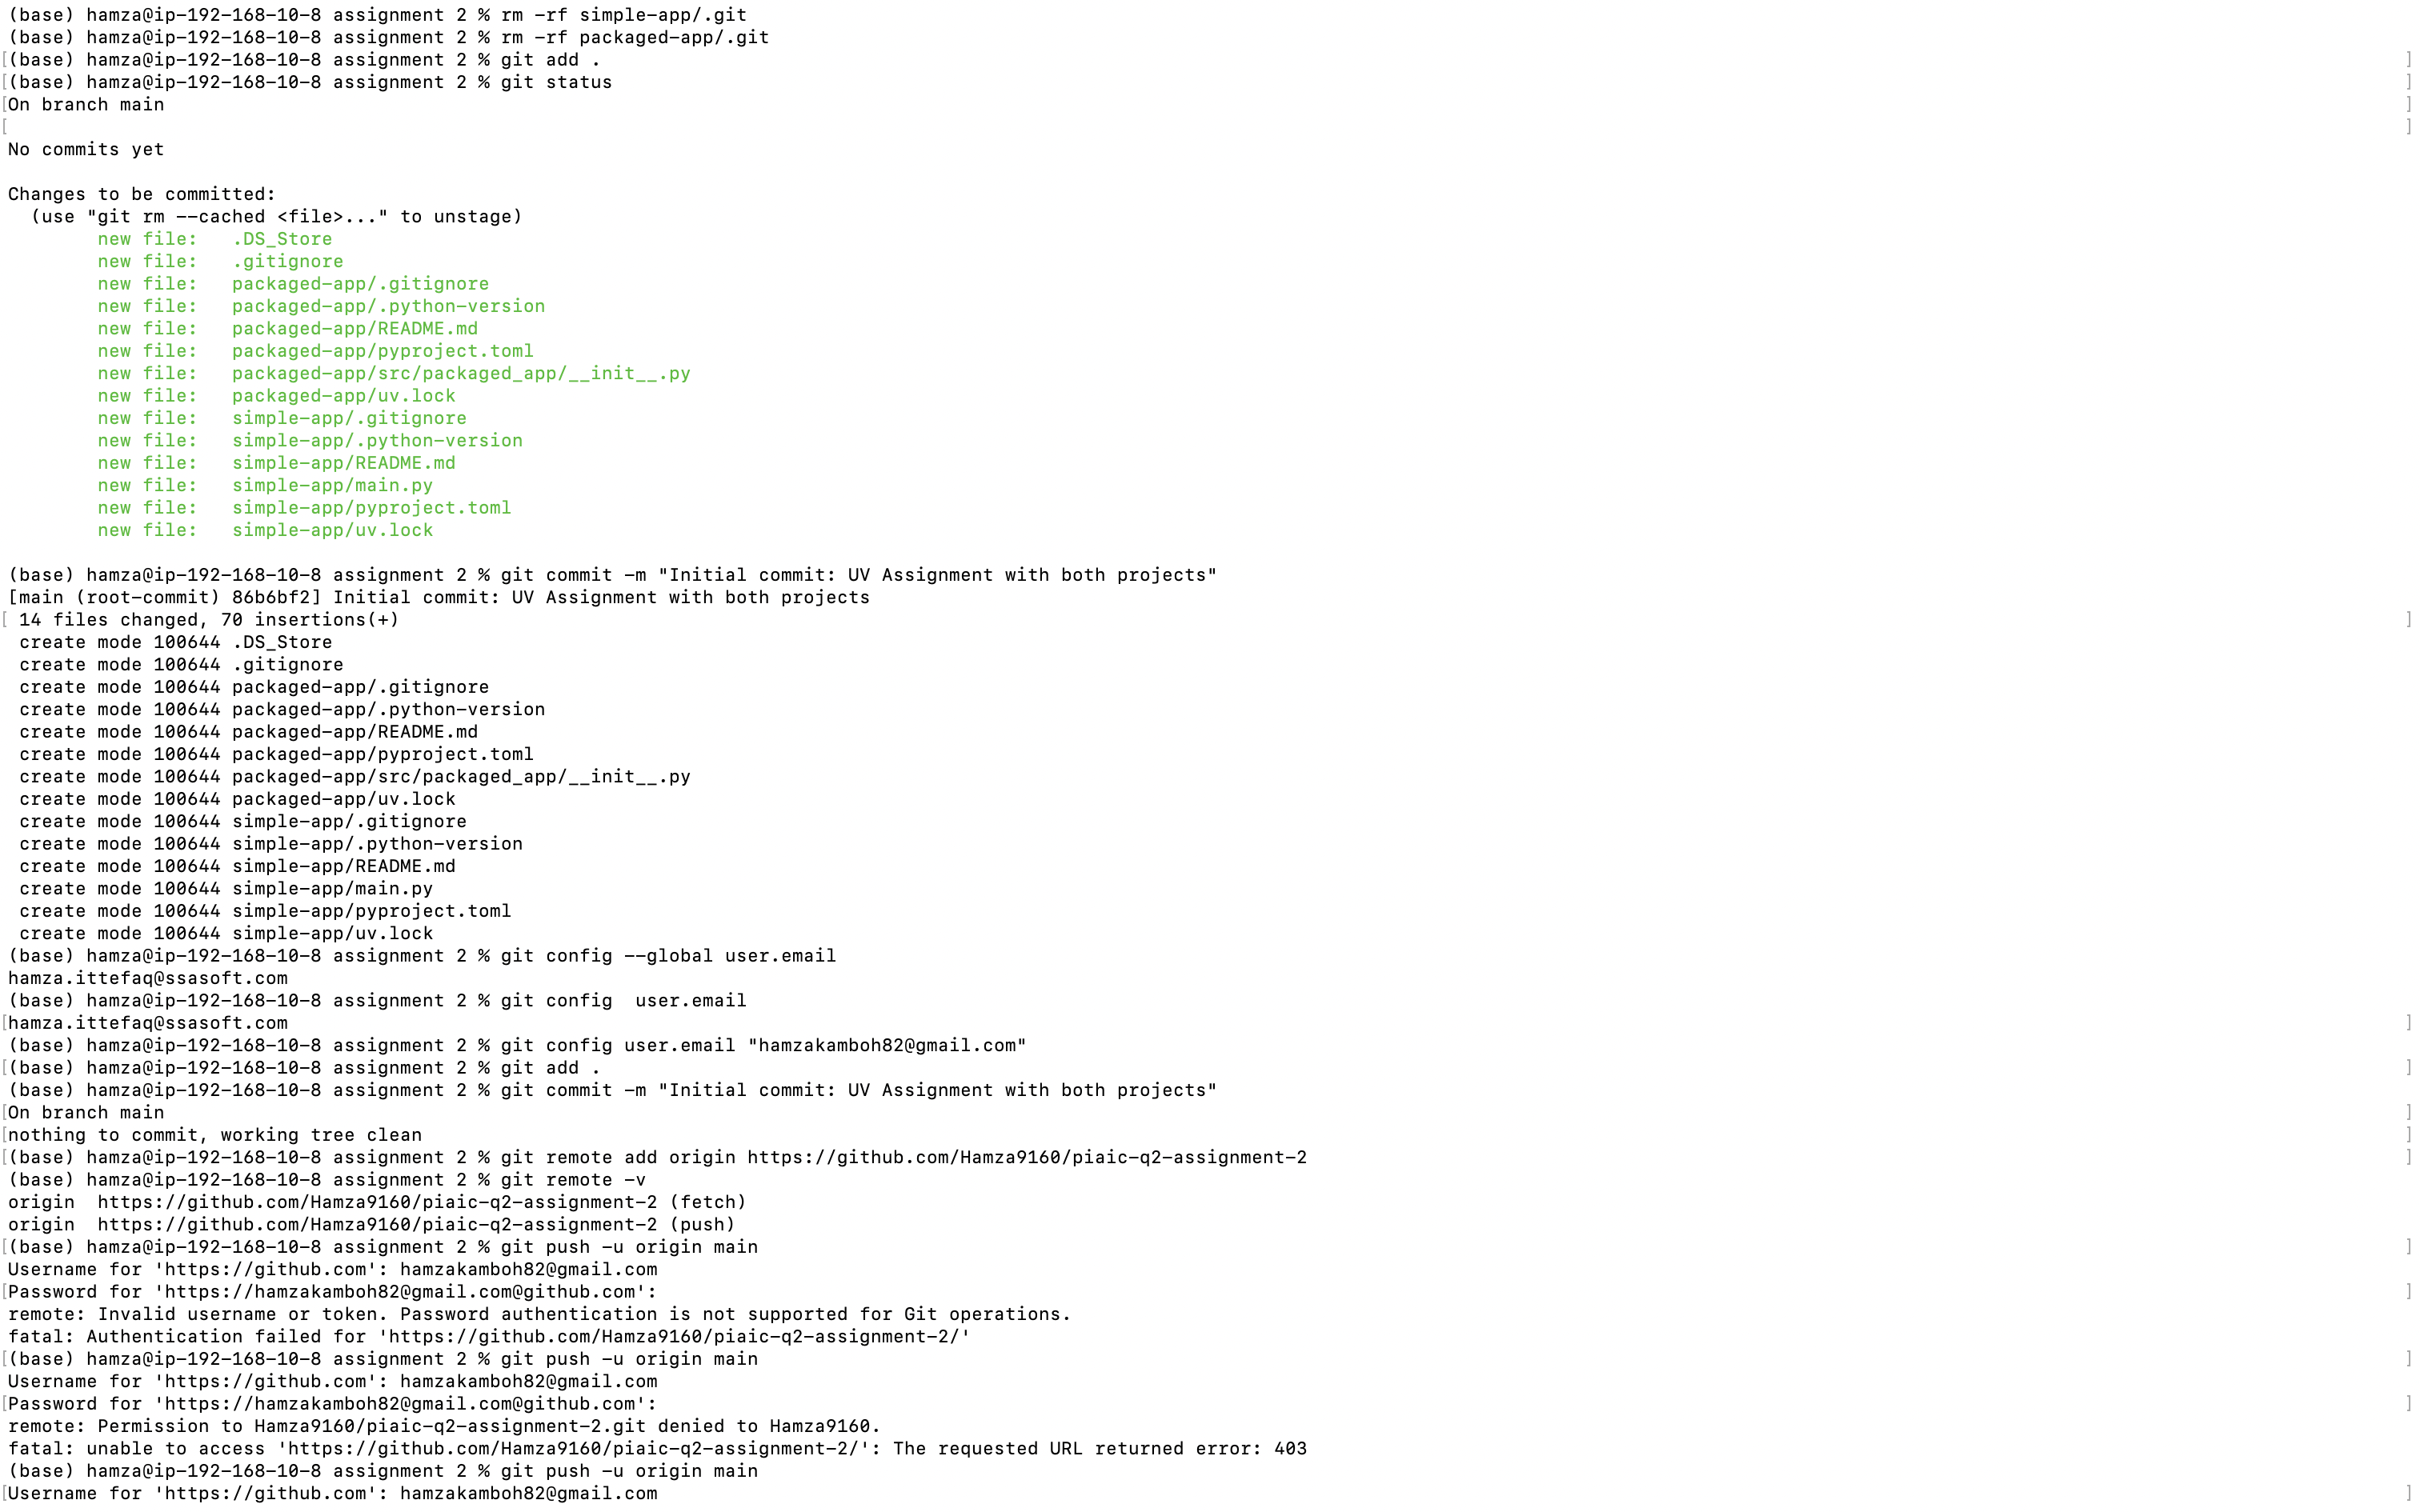 (base) hamza@ip-192-168-10-8 assignment 2 % rm -rf simple-app/.git
(base) hamza@ip-192-168-10-8 assignment 2 % rm -rf packaged-app/.git
[(base) hamza@ip-192-168-10-8 assignment 2 % git add . ]
[(base) hamza@ip-192-168-10-8 assignment 2 % git status ]
[On branch main ]
[ ]
No commits yet
Changes to be committed:
  (use "git rm --cached <file>..." to unstage)
        new file:   .DS_Store
        new file:   .gitignore
        new file:   packaged-app/.gitignore
        new file:   packaged-app/.python-version
        new file:   packaged-app/README.md
        new file:   packaged-app/pyproject.toml
        new file:   packaged-app/src/packaged_app/__init__.py
        new file:   packaged-app/uv.lock
        new file:   simple-app/.gitignore
        new file:   simple-app/.python-version
        new file:   simple-app/README.md
        new file:   simple-app/main.py
        new file:   simple-app/pyproject.toml
        new file:   simple-app/uv.lock
(base) hamza@ip-192-168-10-8 assignment 2 % git commit -m "Initial commit: UV Assignment with both projects"
[main (root-commit) 86b6bf2] Initial commit: UV Assignment with both projects
[ 14 files changed, 70 insertions(+) ]
 create mode 100644 .DS_Store
 create mode 100644 .gitignore
 create mode 100644 packaged-app/.gitignore
 create mode 100644 packaged-app/.python-version
 create mode 100644 packaged-app/README.md
 create mode 100644 packaged-app/pyproject.toml
 create mode 100644 packaged-app/src/packaged_app/__init__.py
 create mode 100644 packaged-app/uv.lock
 create mode 100644 simple-app/.gitignore
 create mode 100644 simple-app/.python-version
 create mode 100644 simple-app/README.md
 create mode 100644 simple-app/main.py
 create mode 100644 simple-app/pyproject.toml
 create mode 100644 simple-app/uv.lock
(base) hamza@ip-192-168-10-8 assignment 2 % git config --global user.email
hamza.ittefaq@ssasoft.com
(base) hamza@ip-192-168-10-8 assignment 2 % git config  user.email
[hamza.ittefaq@ssasoft.com ]
(base) hamza@ip-192-168-10-8 assignment 2 % git config user.email "hamzakamboh82@gmail.com"
[(base) hamza@ip-192-168-10-8 assignment 2 % git add . ]
(base) hamza@ip-192-168-10-8 assignment 2 % git commit -m "Initial commit: UV Assignment with both projects"
[On branch main ]
[nothing to commit, working tree clean ]
[(base) hamza@ip-192-168-10-8 assignment 2 % git remote add origin https://github.com/Hamza9160/piaic-q2-assignment-2 ]
(base) hamza@ip-192-168-10-8 assignment 2 % git remote -v
origin  https://github.com/Hamza9160/piaic-q2-assignment-2 (fetch)
origin  https://github.com/Hamza9160/piaic-q2-assignment-2 (push)
[(base) hamza@ip-192-168-10-8 assignment 2 % git push -u origin main ]
Username for 'https://github.com': hamzakamboh82@gmail.com
[Password for 'https://hamzakamboh82@gmail.com@github.com': ]
remote: Invalid username or token. Password authentication is not supported for Git operations.
fatal: Authentication failed for 'https://github.com/Hamza9160/piaic-q2-assignment-2/'
[(base) hamza@ip-192-168-10-8 assignment 2 % git push -u origin main ]
Username for 'https://github.com': hamzakamboh82@gmail.com
[Password for 'https://hamzakamboh82@gmail.com@github.com': ]
remote: Permission to Hamza9160/piaic-q2-assignment-2.git denied to Hamza9160.
fatal: unable to access 'https://github.com/Hamza9160/piaic-q2-assignment-2/': The requested URL returned error: 403
(base) hamza@ip-192-168-10-8 assignment 2 % git push -u origin main
[Username for 'https://github.com': hamzakamboh82@gmail.com ]